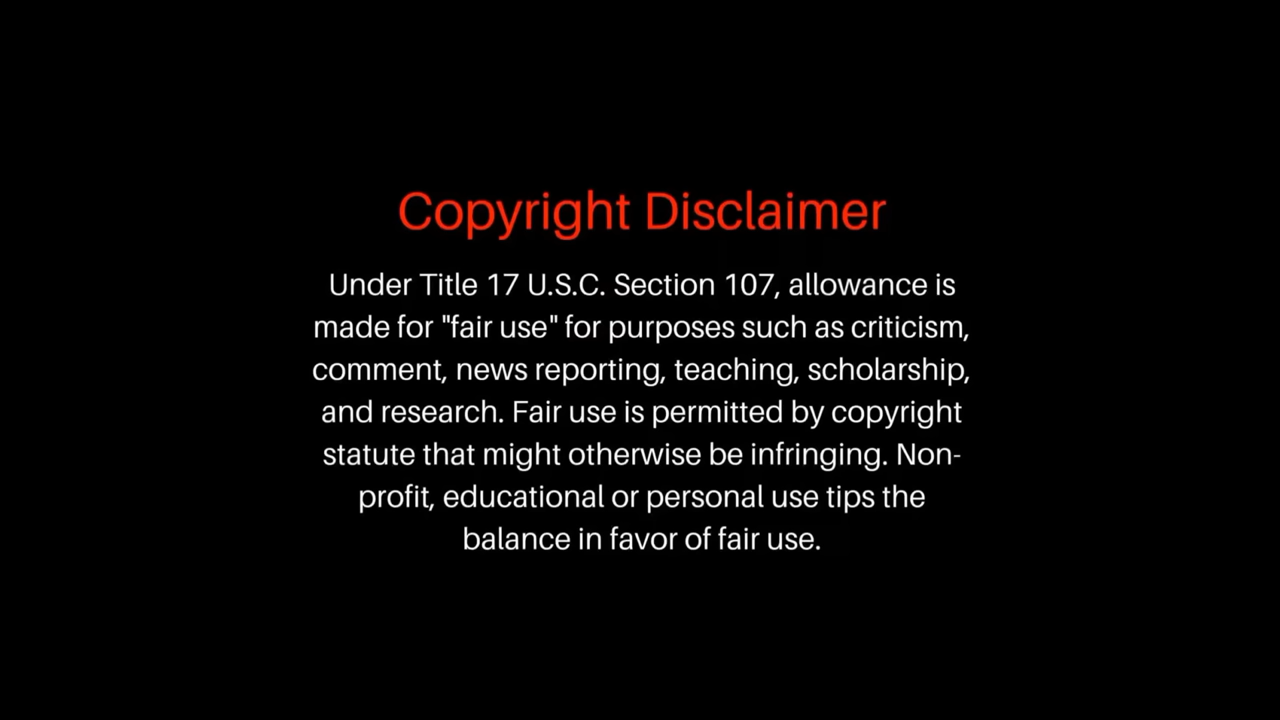 Copyright Disclaimer
Under Title 17 U.S.C. Section 107, allowance is
made for "fair use" for purposes such as criticism,
comment, news reporting, teaching, scholarship,
and research. Fair use is permitted by copyright
statute that might otherwise be infringing. Non-
profit, educational or personal use tips the
balance in favor of fair use.